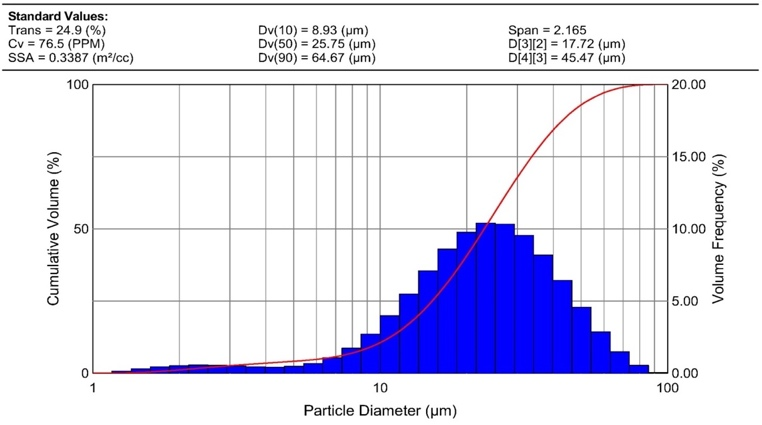 Standard Values:
Trans = 24.9 (%) Dv(10) = 8.93 (µm) Span = 2.165
Cv = 76.5 (PPM) Dv(50) = 25.75 (µm) D[3][2] = 17.72 (µm)
SSA = 0.3387 (m²/cc) Dv(90) = 64.67 (µm) D[4][3] = 45.47 (µm)
100 20.00
15.00
50 10.00
5.00
0 0.00
1 10 100
Cumulative Volume (%)
Volume Frequency (%)
Particle Diameter (µm)